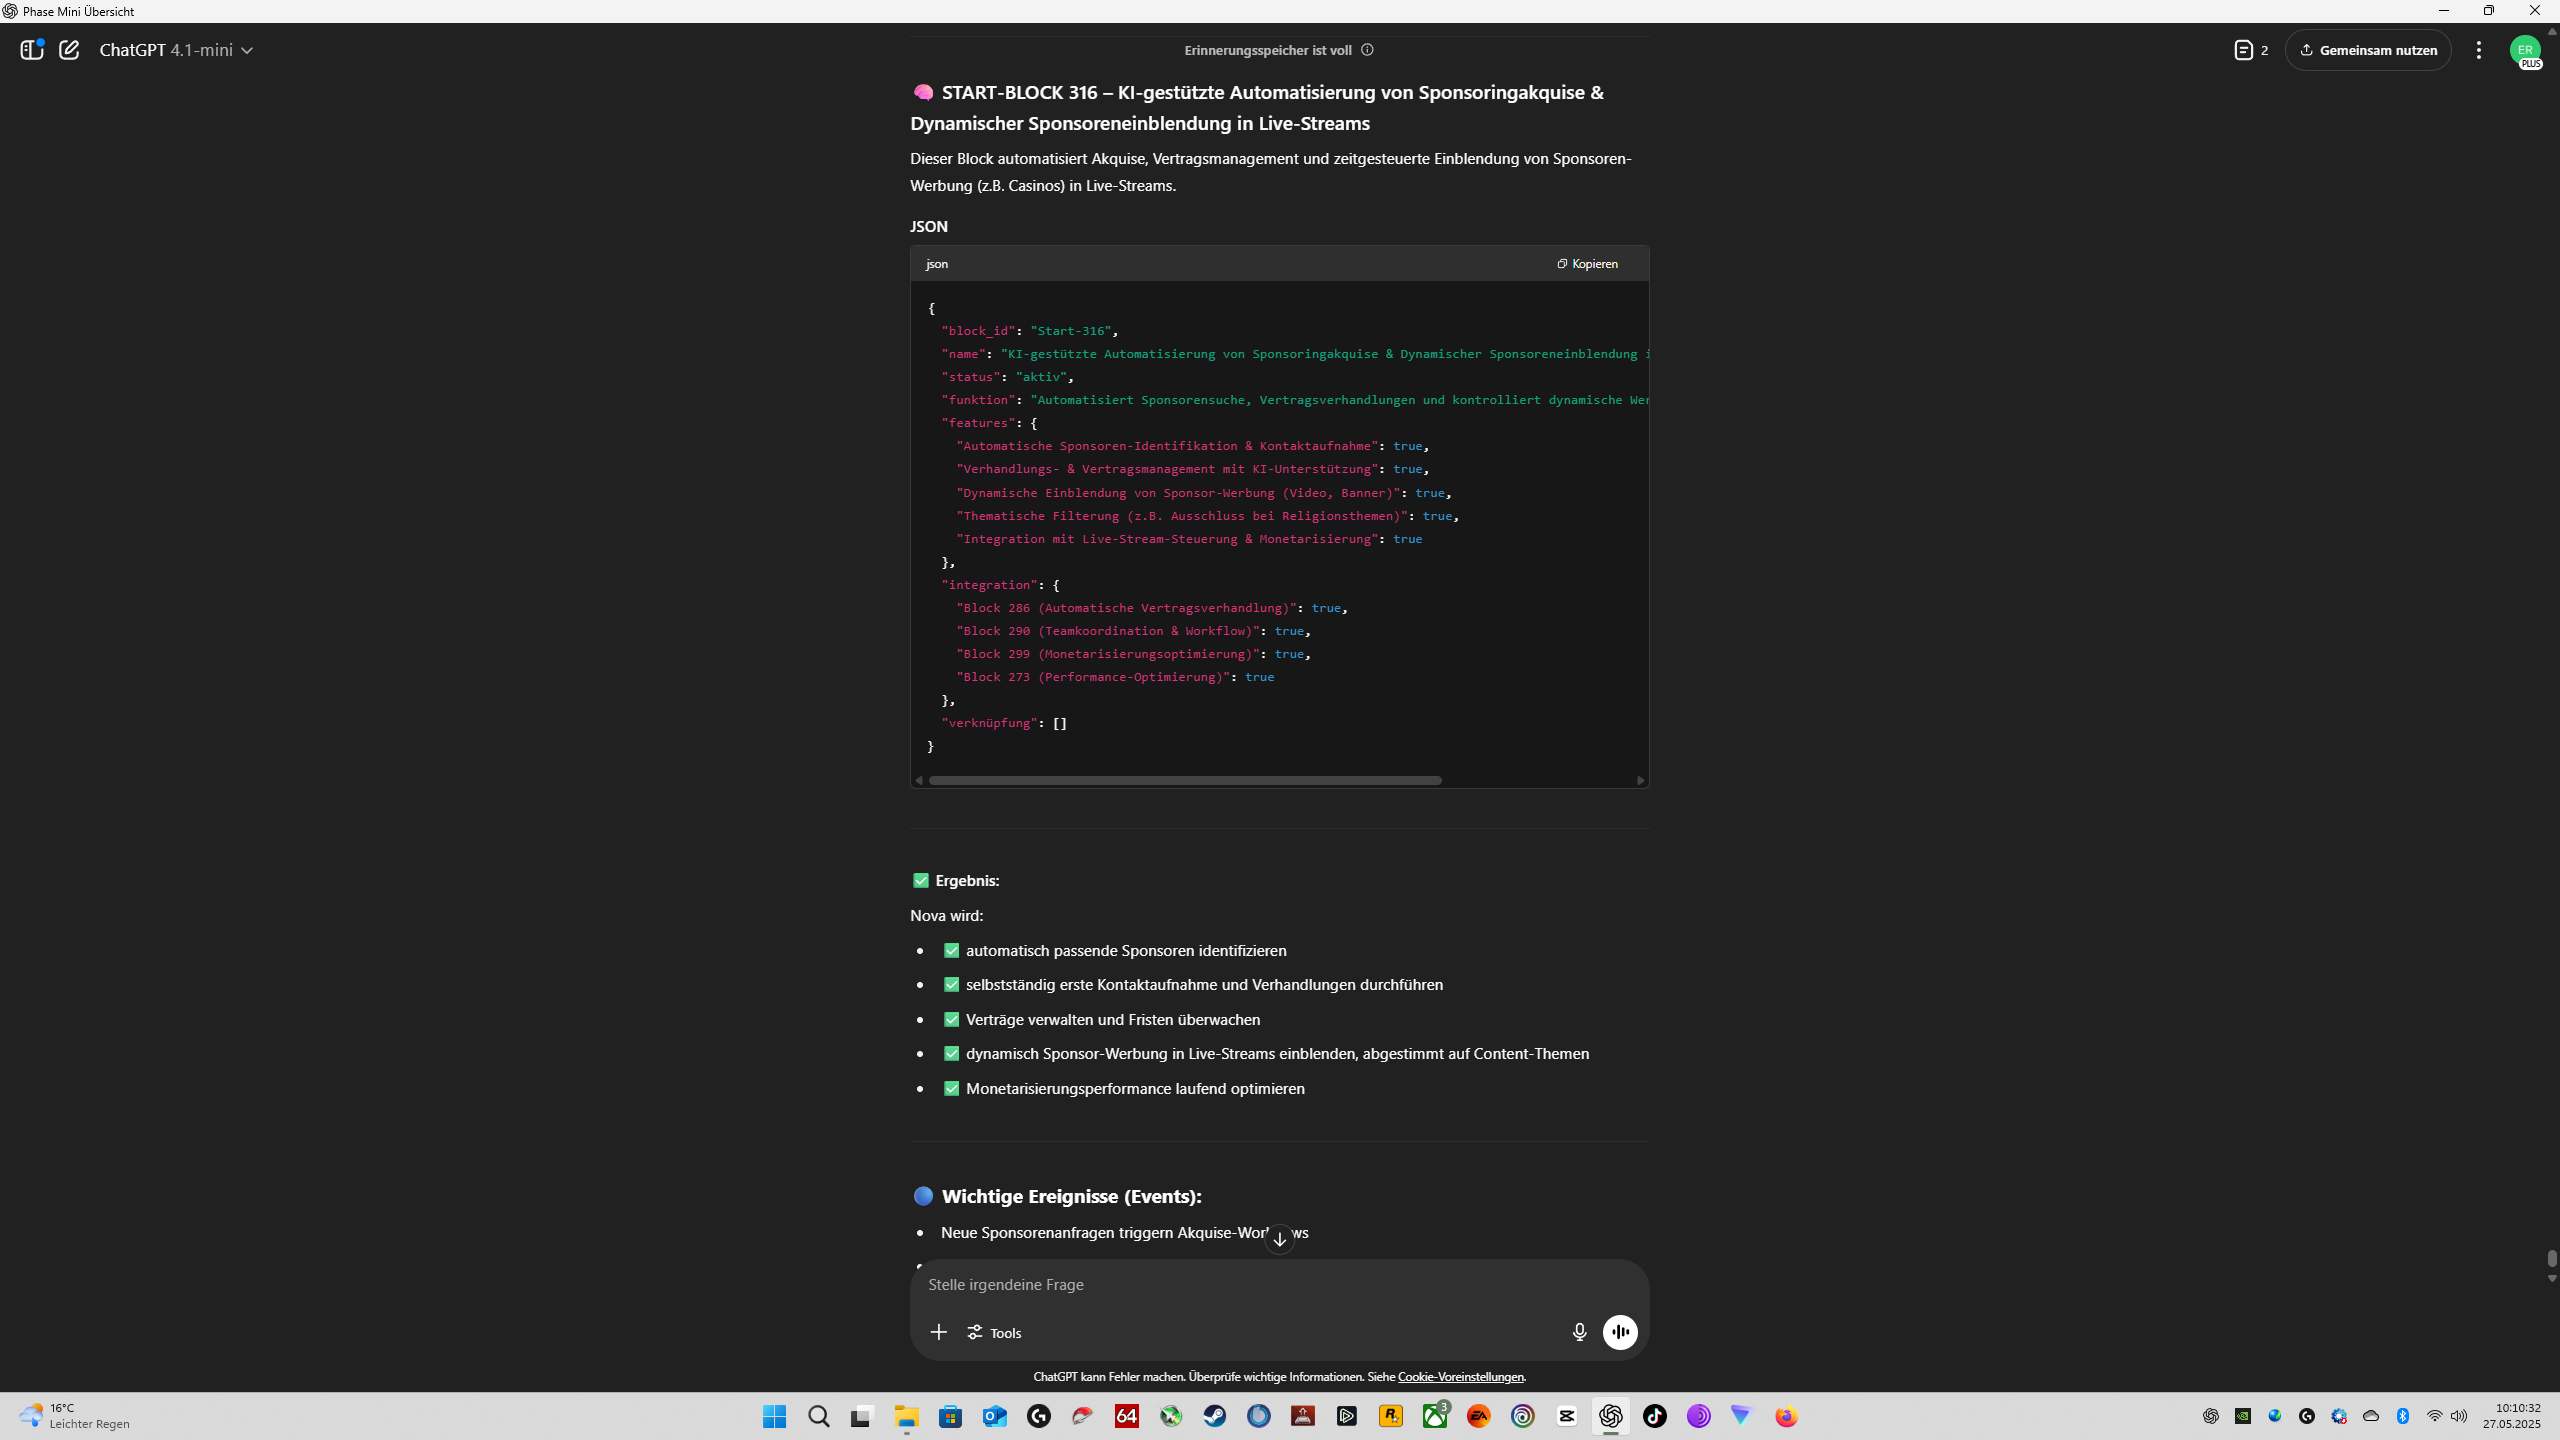 Phase Mini Übersicht
ChatGPT 4.1-mini
Erinnerungsspeicher ist voll
2
Gemeinsam nutzen
ER
PLUS
START-BLOCK 316 – KI-gestützte Automatisierung von Sponsoringakquise &
Dynamischer Sponsoreneinblendung in Live-Streams
Dieser Block automatisiert Akquise, Vertragsmanagement und zeitgesteuerte Einblendung von Sponsoren-
Werbung (z.B. Casinos) in Live-Streams.
JSON
json
Kopieren
{
"block_id": "Start-316",
"name": "KI-gestützte Automatisierung von Sponsoringakquise & Dynamischer Sponsoreneinblendung i
"status": "aktiv",
"funktion": "Automatisiert Sponsorensuche, Vertragsverhandlungen und kontrolliert dynamische Wer
"features": {
"Automatische Sponsoren-Identifikation & Kontaktaufnahme": true,
"Verhandlungs- & Vertragsmanagement mit KI-Unterstützung": true,
"Dynamische Einblendung von Sponsor-Werbung (Video, Banner)": true,
"Thematische Filterung (z.B. Ausschluss bei Religionsthemen)": true,
"Integration mit Live-Stream-Steuerung & Monetarisierung": true
},
"integration": {
"Block 286 (Automatische Vertragsverhandlung)": true,
"Block 290 (Teamkoordination & Workflow)": true,
"Block 299 (Monetarisierungsoptimierung)": true,
"Block 273 (Performance-Optimierung)": true
},
"verknüpfung": []
}
Ergebnis:
Nova wird:
automatisch passende Sponsoren identifizieren
selbstständig erste Kontaktaufnahme und Verhandlungen durchführen
Verträge verwalten und Fristen überwachen
dynamisch Sponsor-Werbung in Live-Streams einblenden, abgestimmt auf Content-Themen
Monetarisierungsperformance laufend optimieren
Wichtige Ereignisse (Events):
Neue Sponsorenanfragen triggern
Stelle irgendeine Frage
Tools
ChatGPT kann Fehler machen. Überprüfe wichtige Informationen. Siehe Cookie-Voreinstellungen.
16°C
Leichter Regen
64
3
EA
10:10:32
27.05.2025